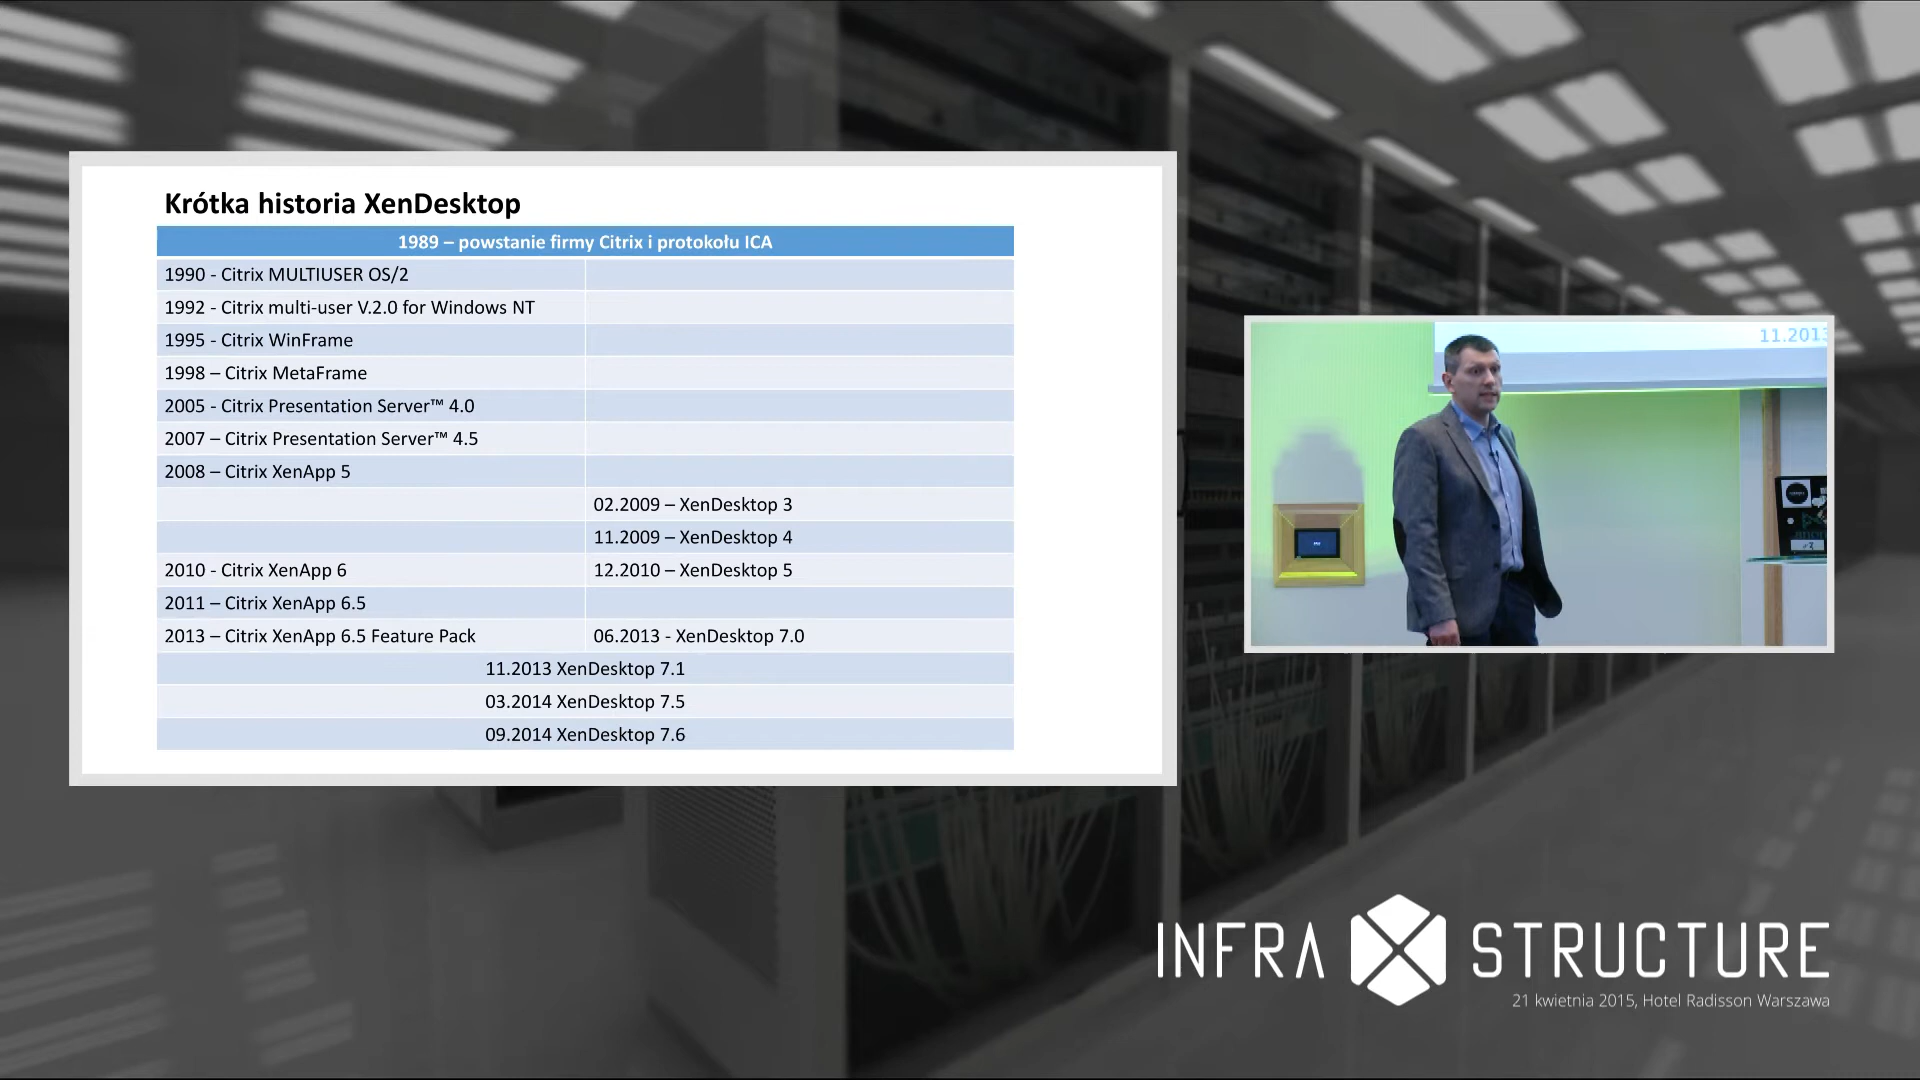 Krótka historia XenDesktop
1989 – powstanie firmy Citrix i protokołu ICA
1990 - Citrix MULTIUSER OS/2
1992 - Citrix multi-user V.2.0 for Windows NT
1995 - Citrix WinFrame
1998 – Citrix MetaFrame
2005 - Citrix Presentation Server™ 4.0
2007 – Citrix Presentation Server™ 4.5
2008 – Citrix XenApp 5
02.2009 – XenDesktop 3
11.2009 – XenDesktop 4
2010 - Citrix XenApp 6 12.2010 – XenDesktop 5
2011 – Citrix XenApp 6.5
2013 – Citrix XenApp 6.5 Feature Pack 06.2013 - XenDesktop 7.0
11.2013 XenDesktop 7.1
03.2014 XenDesktop 7.5
09.2014 XenDesktop 7.6
11.2013
INFRA STRUCTURE
21 kwietnia 2015, Hotel Radisson Warszawa